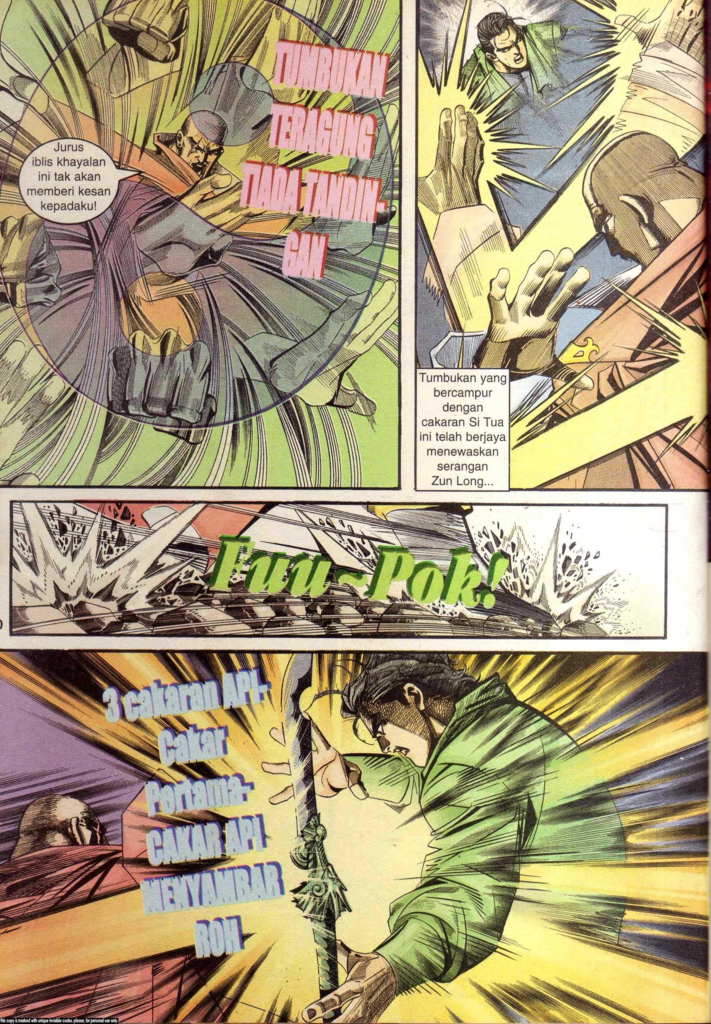 TUMBUKAN
TERAGUNG
TIADA TANDIN-
GAN
Jurus
iblis khayalan
ini tak akan
memberi kesan
kepadaku!
Tumbukan yang
bercampur
dengan
cakaran Si Tua
ini telah berjaya
menewaskan
serangan
Zun Long...
Fuu~Pok!
3 cakaran API-
Cakar
Pertama-
CAKAR API
MENYAMBAR
ROH